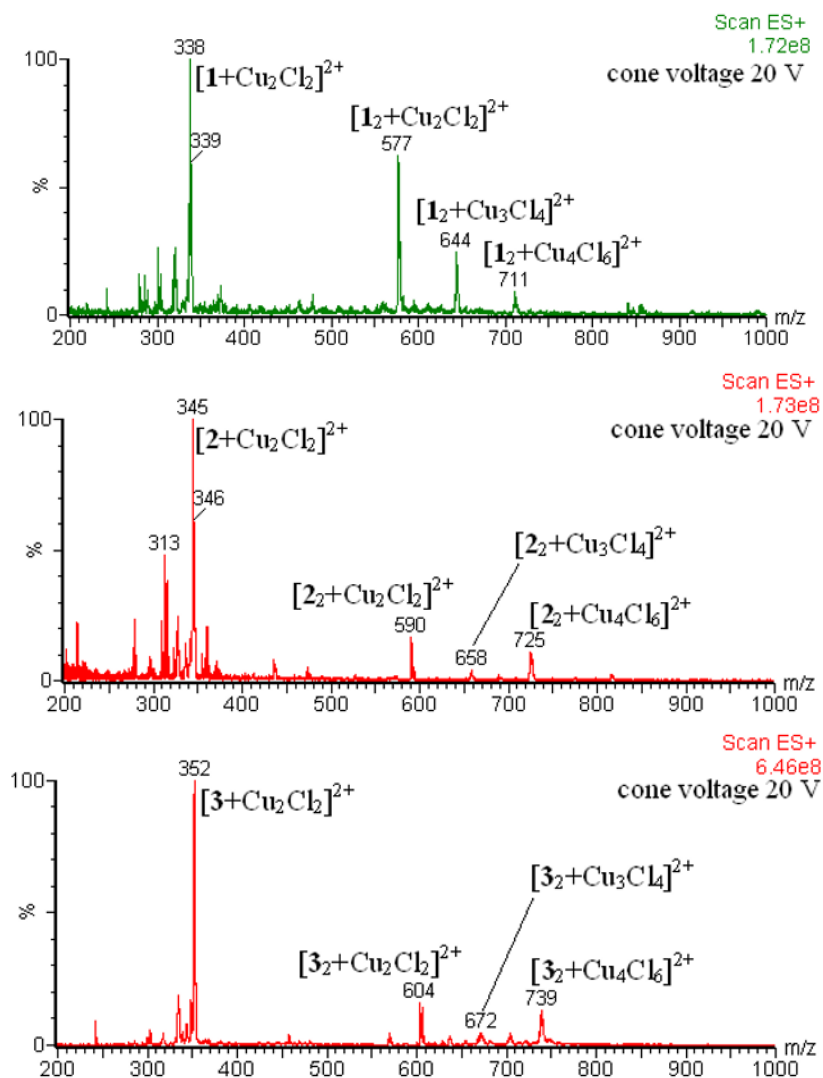 Scan ES+
1.72e8
cone voltage 20 V
100
%
0
338
[1+Cu₂Cl₂]²⁺
339
[1₂+Cu₂Cl₂]²⁺
577
[1₂+Cu₃Cl₄]²⁺
644
[1₂+Cu₄Cl₆]²⁺
711
200 300 400 500 600 700 800 900 1000 m/z
Scan ES+
1.73e8
cone voltage 20 V
100
%
0
345
[2+Cu₂Cl₂]²⁺
346
313
[2₂+Cu₂Cl₂]²⁺
590
[2₂+Cu₃Cl₄]²⁺
658
[2₂+Cu₄Cl₆]²⁺
725
200 300 400 500 600 700 800 900 1000 m/z
Scan ES+
6.46e8
cone voltage 20 V
100
%
0
352
[3+Cu₂Cl₂]²⁺
[3₂+Cu₂Cl₂]²⁺
604
[3₂+Cu₃Cl₄]²⁺
672
[3₂+Cu₄Cl₆]²⁺
739
200 300 400 500 600 700 800 900 1000 m/z